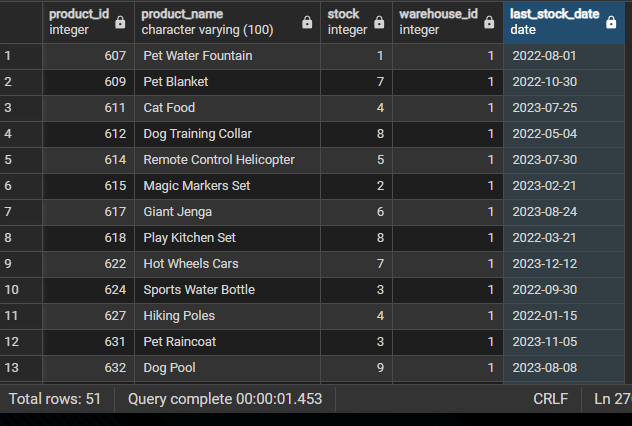 product_id integer product_name character varying (100) stock integer warehouse_id integer last_stock_date date
1 607 Pet Water Fountain 1 1 2022-08-01
2 609 Pet Blanket 7 1 2022-10-30
3 611 Cat Food 4 1 2023-07-25
4 612 Dog Training Collar 8 1 2022-05-04
5 614 Remote Control Helicopter 5 1 2023-07-30
6 615 Magic Markers Set 2 1 2023-02-21
7 617 Giant Jenga 6 1 2023-08-24
8 618 Play Kitchen Set 8 1 2022-03-21
9 622 Hot Wheels Cars 7 1 2023-12-12
10 624 Sports Water Bottle 3 1 2022-09-30
11 627 Hiking Poles 4 1 2022-01-15
12 631 Pet Raincoat 3 1 2023-11-05
13 632 Dog Pool 9 1 2023-08-08
Total rows: 51 Query complete 00:00:01.453 CRLF Ln 27